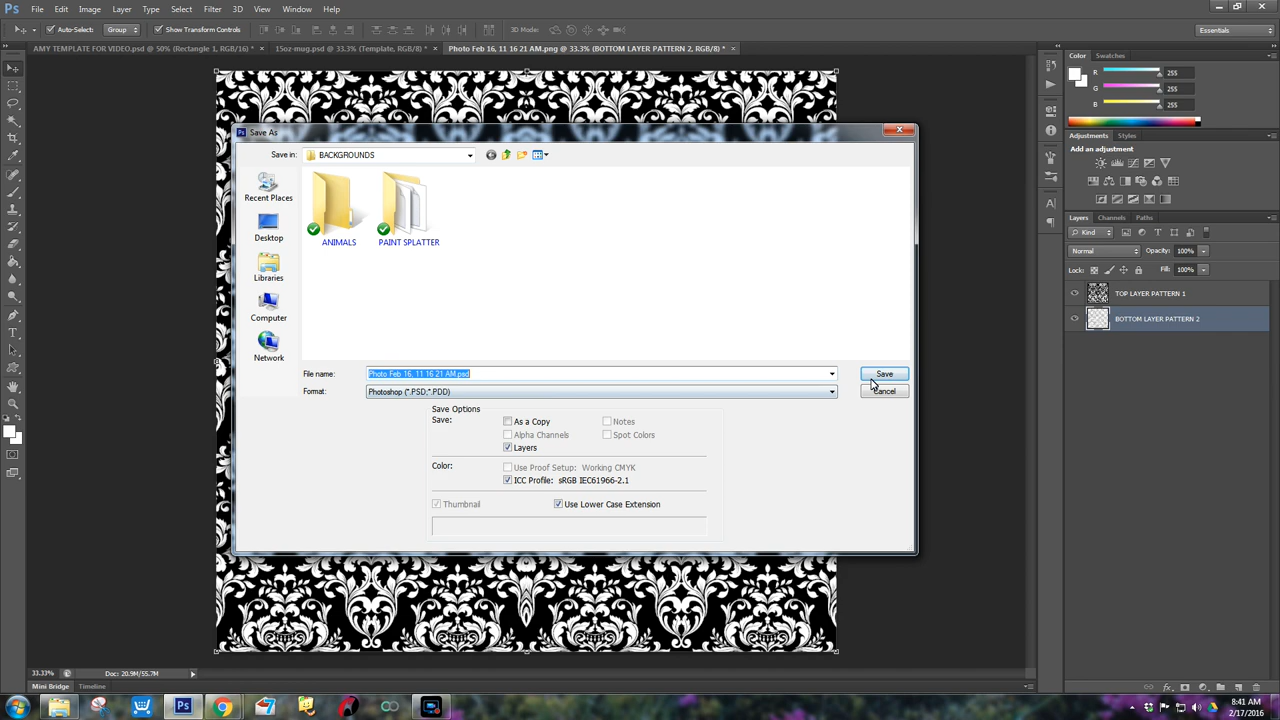 Ps File Edit Image Layer Type Select Filter 3D View Window Help
Auto-Select: Group Show Transform Controls 3D Mode: Essentials
AMY TEMPLATE FOR VIDEO.psd @ 50% (Rectangle 1, RGB/16) * × 15oz-mug.psd @ 33.3% (Template, RGB/8) * × Photo Feb 16, 11 16 21 AM.png @ 33.3% (BOTTOM LAYER PATTERN 2, RGB/8) * ×
Color Swatches
R 255
G 255
B 255
Adjustments Styles
Add an adjustment
Layers Channels Paths
Kind
Normal Opacity: 100%
Lock: Fill: 100%
TOP LAYER PATTERN 1
BOTTOM LAYER PATTERN 2
Ps Save As
Save in: BACKGROUNDS
Recent Places
Desktop
Libraries
Computer
Network
ANIMALS PAINT SPLATTER
File name: Photo Feb 16, 11 16 21 AM.psd Save
Format: Photoshop (*.PSD;*.PDD) Cancel
Save Options
Save: As a Copy Notes
Alpha Channels Spot Colors
Layers
Color: Use Proof Setup: Working CMYK
ICC Profile: sRGB IEC61966-2.1
Thumbnail Use Lower Case Extension
33.33% Doc: 20.9M/55.7M
Mini Bridge Timeline
Ps 7 8:41 AM
2/17/2016